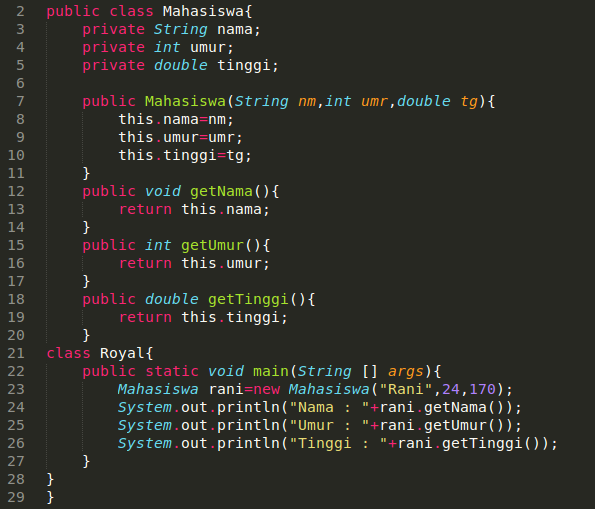 2 public class Mahasiswa{
3     private String nama;
4     private int umur;
5     private double tinggi;
6
7     public Mahasiswa(String nm,int umr,double tg){
8         this.nama=nm;
9         this.umur=umr;
10         this.tinggi=tg;
11     }
12     public void getNama(){
13         return this.nama;
14     }
15     public int getUmur(){
16         return this.umur;
17     }
18     public double getTinggi(){
19         return this.tinggi;
20     }
21 class Royal{
22     public static void main(String [] args){
23         Mahasiswa rani=new Mahasiswa("Rani",24,170);
24         System.out.println("Nama : "+rani.getNama());
25         System.out.println("Umur : "+rani.getUmur());
26         System.out.println("Tinggi : "+rani.getTinggi());
27     }
28 }
29 }